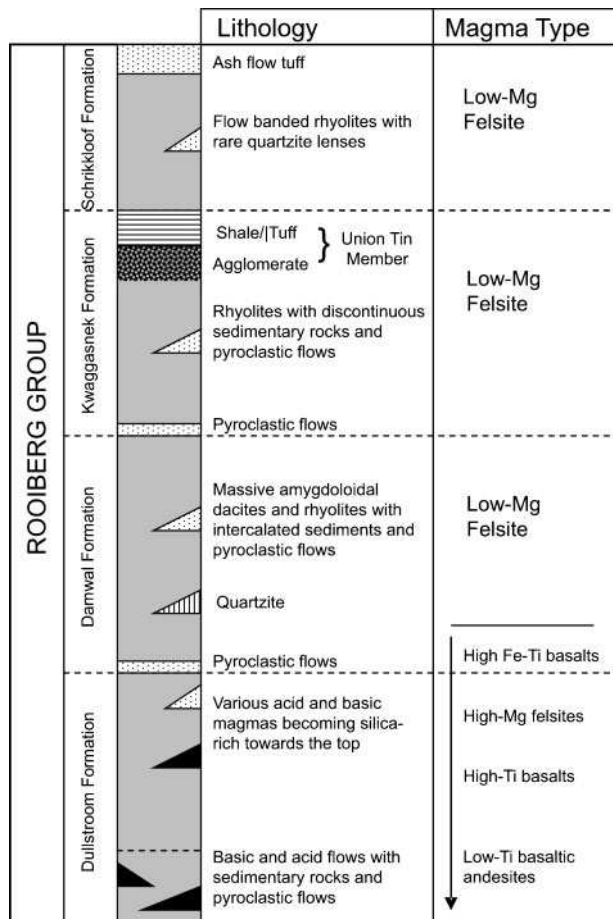 Lithology
Magma Type
ROOIBERG GROUP
Schrikkloof Formation
Ash flow tuff
Flow banded rhyolites with
rare quartzite lenses
Low-Mg
Felsite
Kwaggasnek Formation
Shale/|Tuff
Agglomerate
}
Union Tin
Member
Rhyolites with discontinuous
sedimentary rocks and
pyroclastic flows
Pyroclastic flows
Low-Mg
Felsite
Damwal Formation
Massive amygdoloidal
dacites and rhyolites with
intercalated sediments and
pyroclastic flows
Quartzite
Pyroclastic flows
Low-Mg
Felsite
High Fe-Ti basalts
Dullstroom Formation
Various acid and basic
magmas becoming silica-
rich towards the top
Basic and acid flows with
sedimentary rocks and
pyroclastic flows
High-Mg felsites
High-Ti basalts
Low-Ti basaltic
andesites